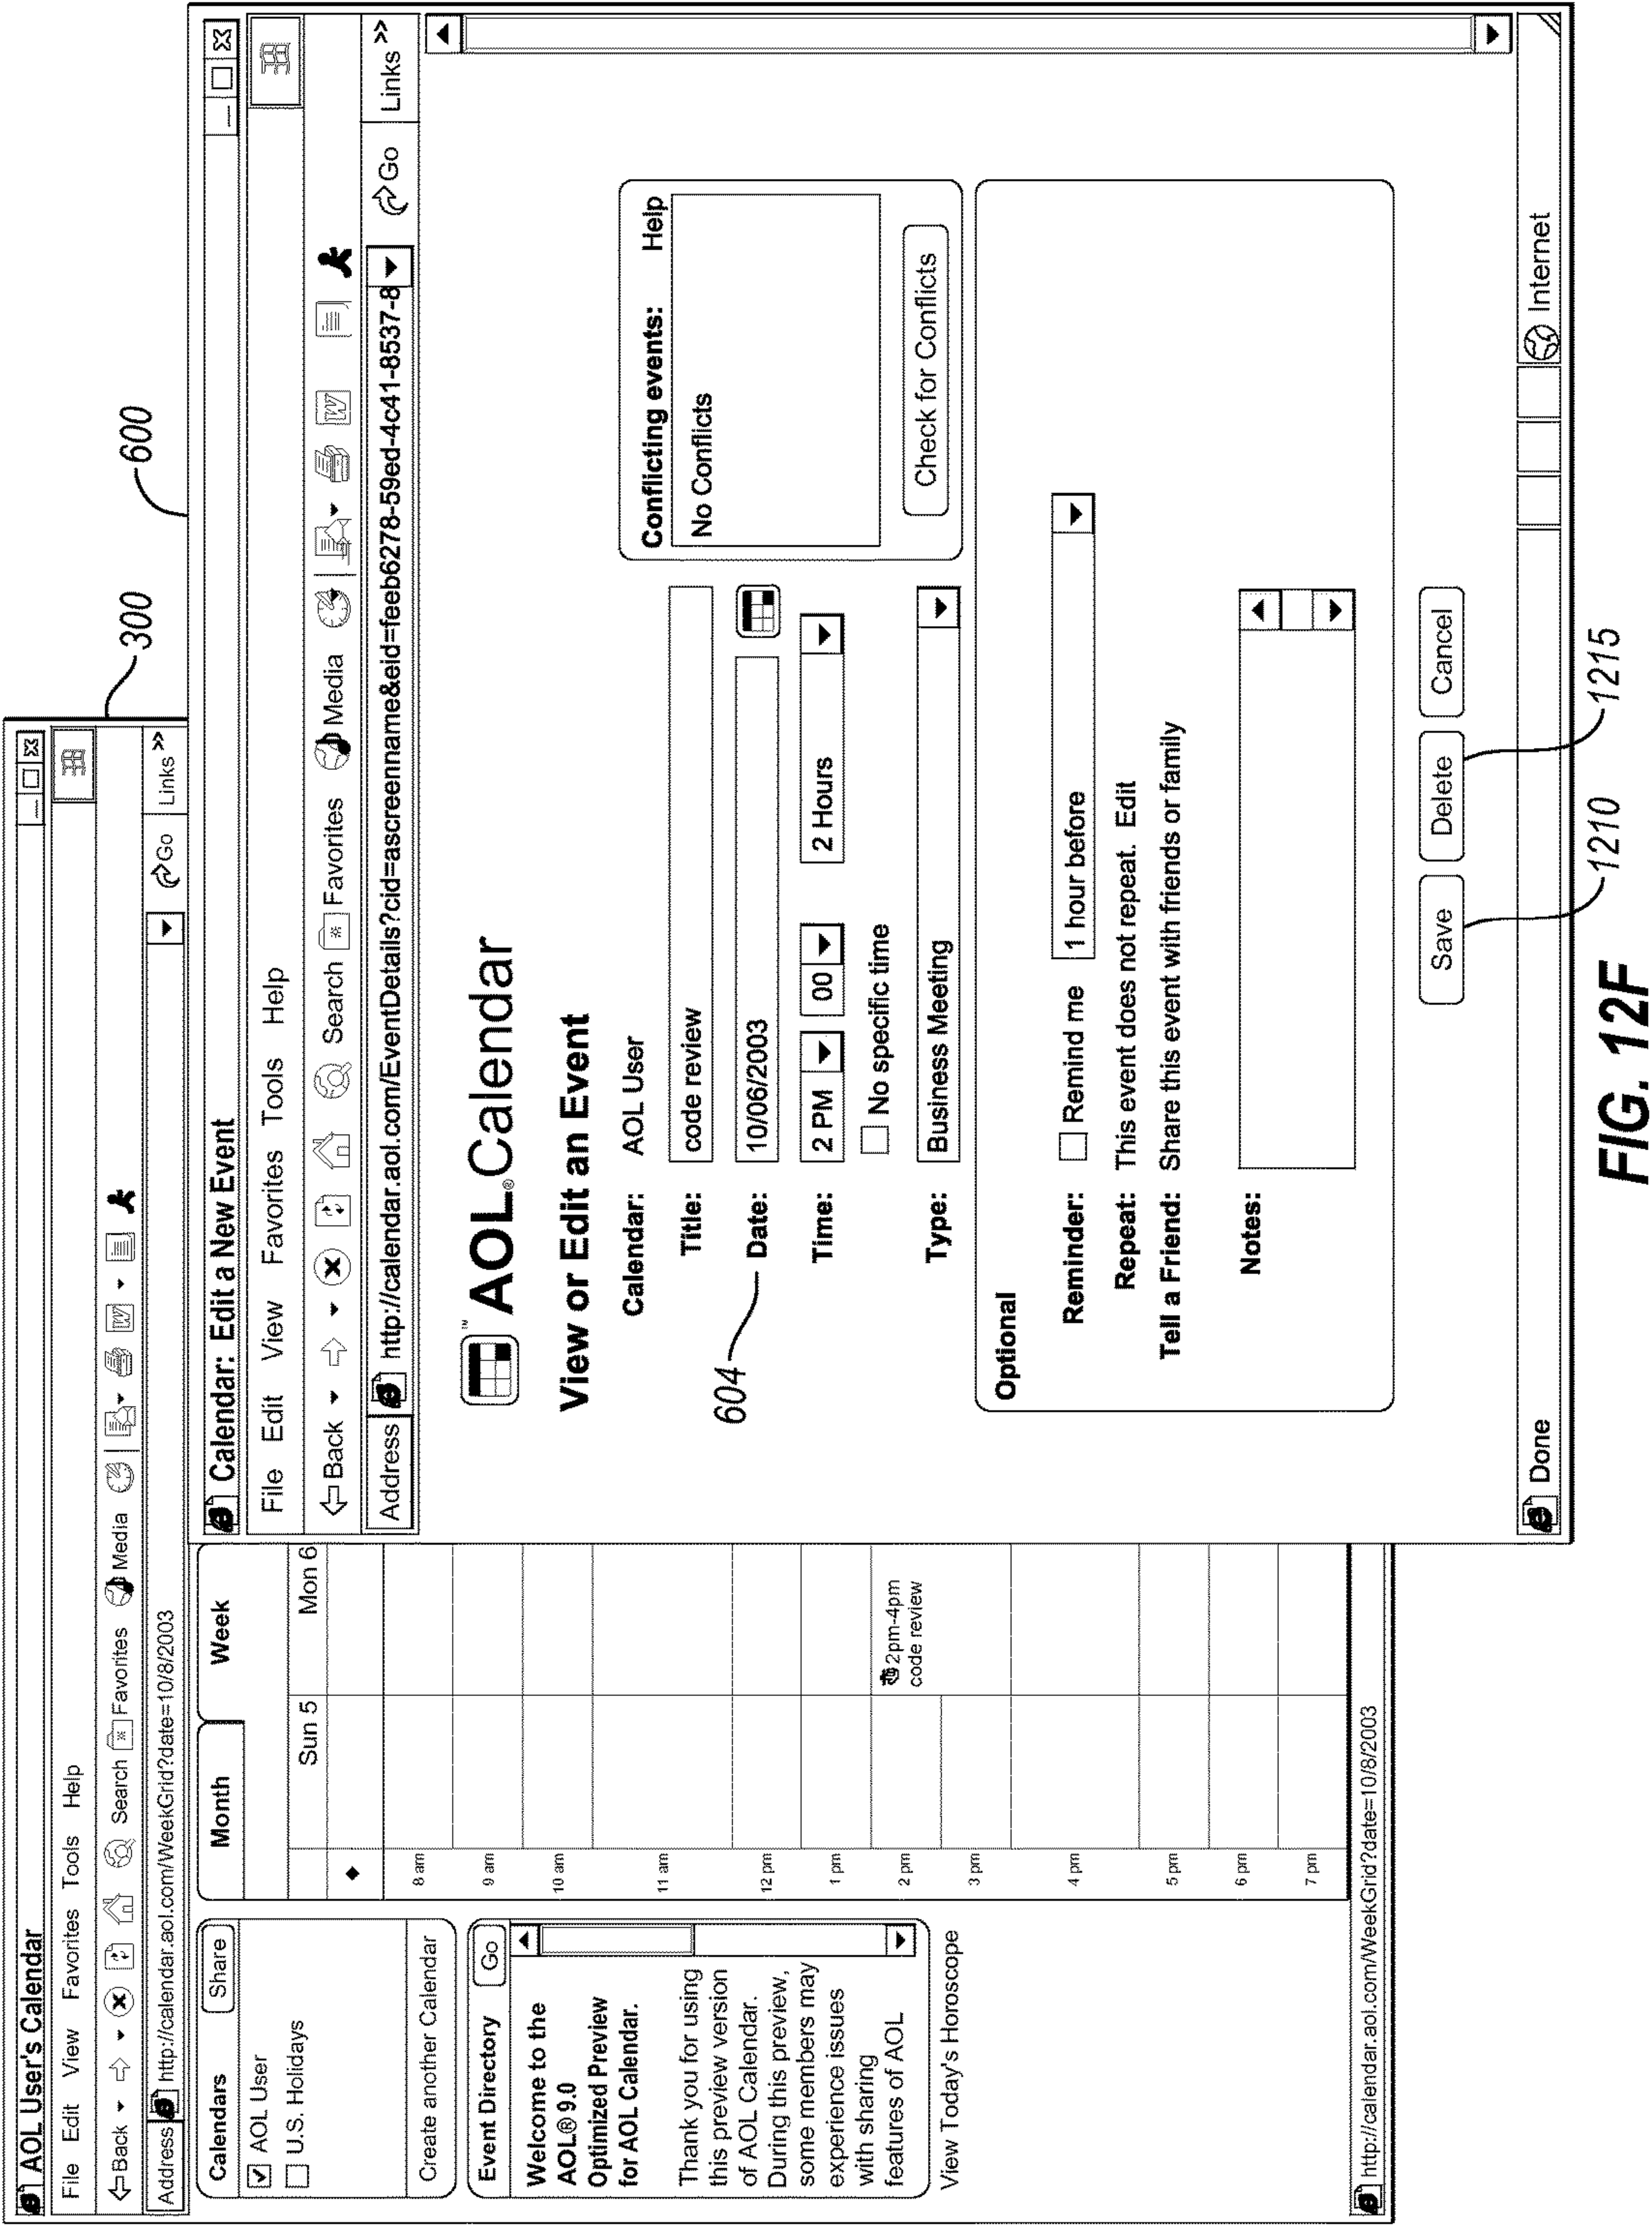 AOL User's Calendar
File Edit View Favorites Tools Help
Back Search Favorites Media W
Address http://calendar.aol.com/WeekGrid?date=10/8/2003 Go Links >>
300
600
Calendars Share
AOL User
U.S. Holidays
Create another Calendar
Event Directory Go
Welcome to the
AOL® 9.0
Optimized Preview
for AOL Calendar.
Thank you for using
this preview version
of AOL Calendar.
During this preview,
some members may
experience issues
with sharing
features of AOL
View Today's Horoscope
Month Week
Sun 5 Mon 6
8 am
9 am
10 am
11 am
12 pm
1 pm
2 pm
2pm-4pm
code review
3 pm
4 pm
5 pm
6 pm
7 pm
http://calendar.aol.com/WeekGrid?date=10/8/2003
Calendar: Edit a New Event
File Edit View Favorites Tools Help
Back Search Favorites Media W
Address http://calendar.aol.com/EventDetails?cid=ascreenname&eid=feeb6278-59ed-4c41-8537-8 Go Links >>
™ AOL®Calendar
View or Edit an Event
Calendar: AOL User
Title: code review
604
Date: 10/06/2003
Time: 2 PM 00 2 Hours
No specific time
Type: Business Meeting
Conflicting events: Help
No Conflicts
Check for Conflicts
Optional
Reminder: Remind me 1 hour before
Repeat: This event does not repeat. Edit
Tell a Friend: Share this event with friends or family
Notes:
Save Delete Cancel
Done Internet
1210
1215
FIG. 12F